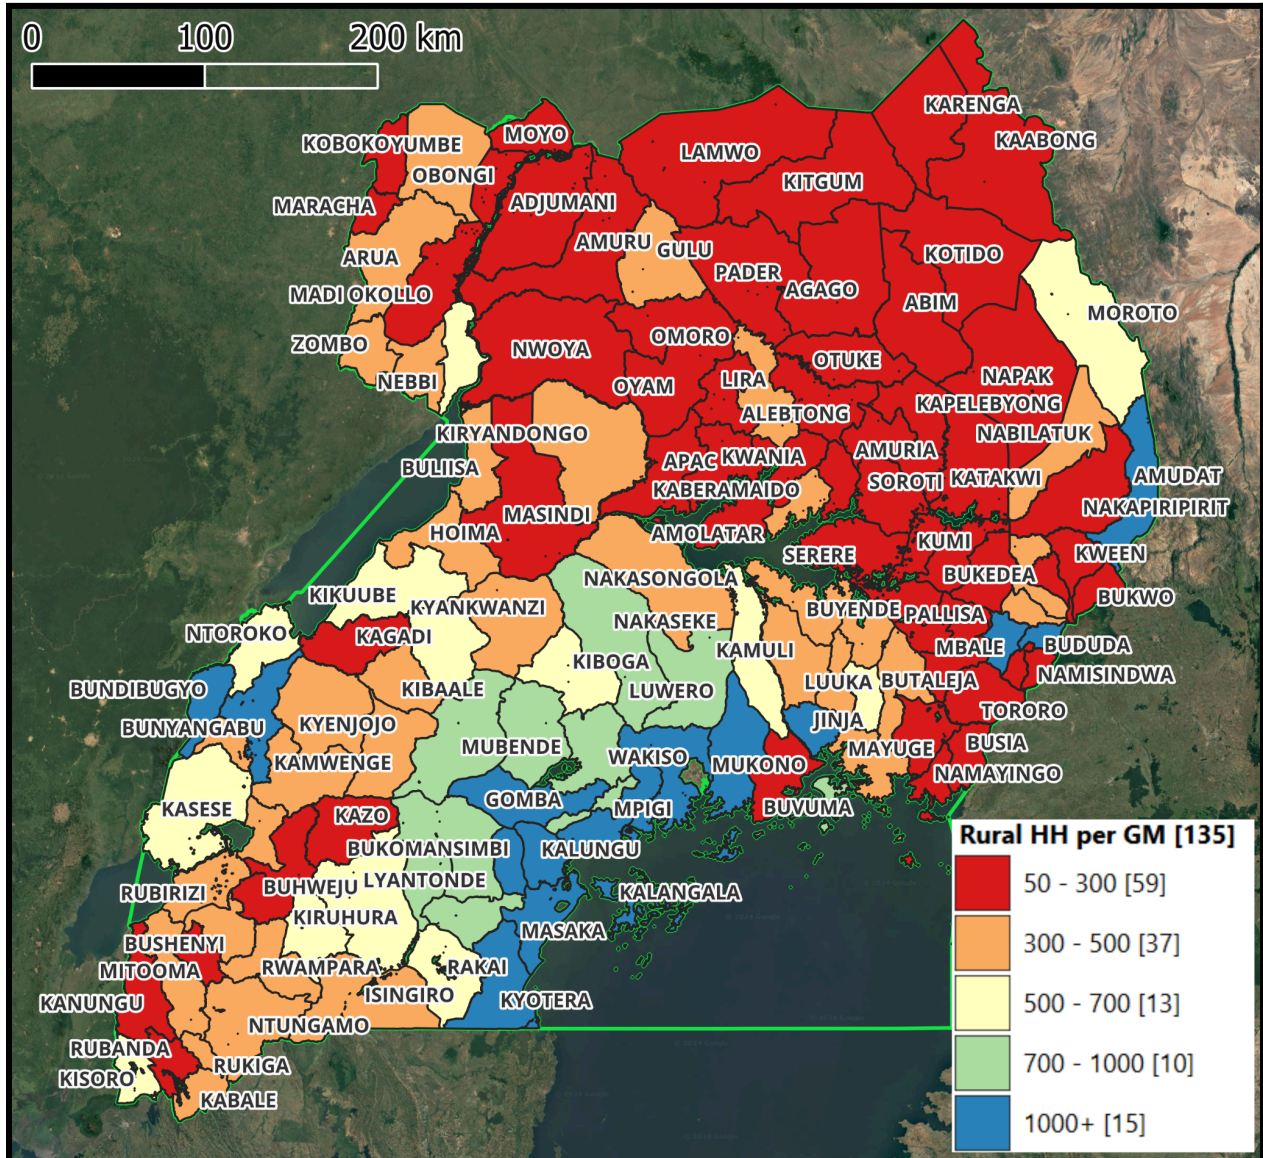 0 100 200 km
KARENGA
KAABONG
MOYO
KOBOKO YUMBE
LAMWO
OBONGI
KITGUM
MARACHA
ADJUMANI
AMURU
GULU
KOTIDO
ARUA
PADER
AGAGO
MADI OKOLLO
ABIM
MOROTO
OMORO
ZOMBO
NWOYA
OTUKE
NEBBI
OYAM
LIRA
NAPAK
KAPELEBYONG
ALEBTONG
KIRYANDONGO
NABILATUK
AMURIA
BULIISA
APAC
KWANIA
AMUDAT
KABERAMAIDO
SOROTI
KATAKWI
NAKAPIRIPIRIT
MASINDI
HOIMA
AMOLATAR
KUMI
SERERE
KWEEN
NAKASONGOLA
BUKEDEA
KIKUUBE
BUKWO
KYANKWANZI
BUYENDE
PALLISA
NAKASEKE
NTOROKO
KAGADI
MBALE
BUDUDA
KAMULI
KIBOGA
NAMISINDWA
BUNDIBUGYO
KIBAALE
LUWERO
LUUKA
BUTALEJA
TORORO
BUNYANGABU
KYENJOJO
JINJA
MUBENDE
BUSIA
KAMWENGE
WAKISO
MUKONO
MAYUGE
NAMAYINGO
GOMBA
KASESE
MPIGI
BUVUMA
KAZO
BUKOMANSIMBI
KALUNGU
RUBIRIZI
BUHWEJU
LYANTONDE
KALANGALA
KIRUHURA
MASAKA
BUSHENYI
MITOOMA
RWAMPARA
RAKAI
ISINGIRO
KYOTERA
KANUNGU
NTUNGAMO
RUBANDA
RUKIGA
KISORO
KABALE
Rural HH per GM [135]
50 - 300 [59]
300 - 500 [37]
500 - 700 [13]
700 - 1000 [10]
1000+ [15]